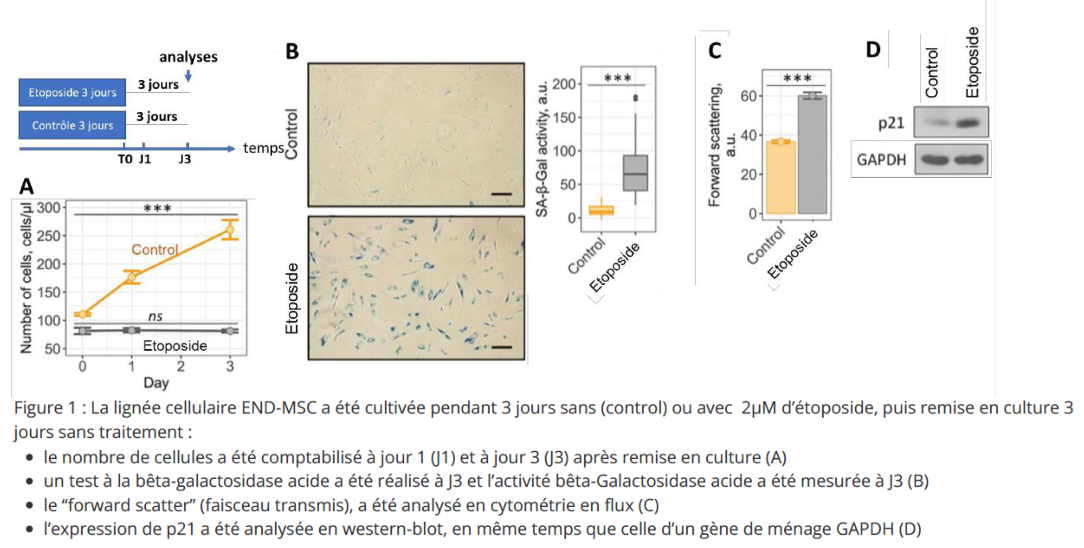 analyses
Etoposide 3 jours
3 jours
Contrôle 3 jours
3 jours
temps
T0 J1 J3
A
300
250
200
150
100
50
Number of cells, cells/µl
***
Control
ns
Etoposide
0 1 2 3
Day
B
Control
Etoposide
200
150
100
50
0
SA-β-Gal activity, a.u.
***
Control
Etoposide
C
60
40
20
0
Forward scattering,
a.u.
***
Control
Etoposide
D
Control
Etoposide
p21
GAPDH
Figure 1 : La lignée cellulaire END-MSC a été cultivée pendant 3 jours sans (control) ou avec 2µM d’étoposide, puis remise en culture 3
jours sans traitement :
• le nombre de cellules a été comptabilisé à jour 1 (J1) et à jour 3 (J3) après remise en culture (A)
• un test à la bêta-galactosidase acide a été réalisé à J3 et l’activité bêta-Galactosidase acide a été mesurée à J3 (B)
• le “forward scatter” (faisceau transmis), a été analysé en cytométrie en flux (C)
• l’expression de p21 a été analysée en western-blot, en même temps que celle d’un gène de ménage GAPDH (D)